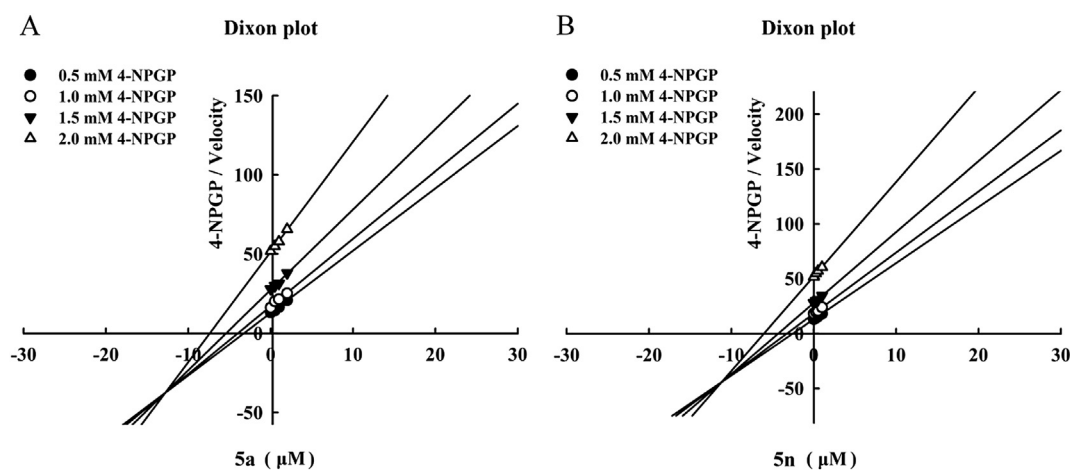 A
Dixon plot
0.5 mM 4-NPGP
1.0 mM 4-NPGP
1.5 mM 4-NPGP
2.0 mM 4-NPGP
4-NPGP / Velocity
150
100
50
0
-50
-30
-20
-10
0
10
20
30
5a ( μM )
B
Dixon plot
0.5 mM 4-NPGP
1.0 mM 4-NPGP
1.5 mM 4-NPGP
2.0 mM 4-NPGP
4-NPGP / Velocity
200
150
100
50
0
-50
-30
-20
-10
0
10
20
30
5n ( μM )